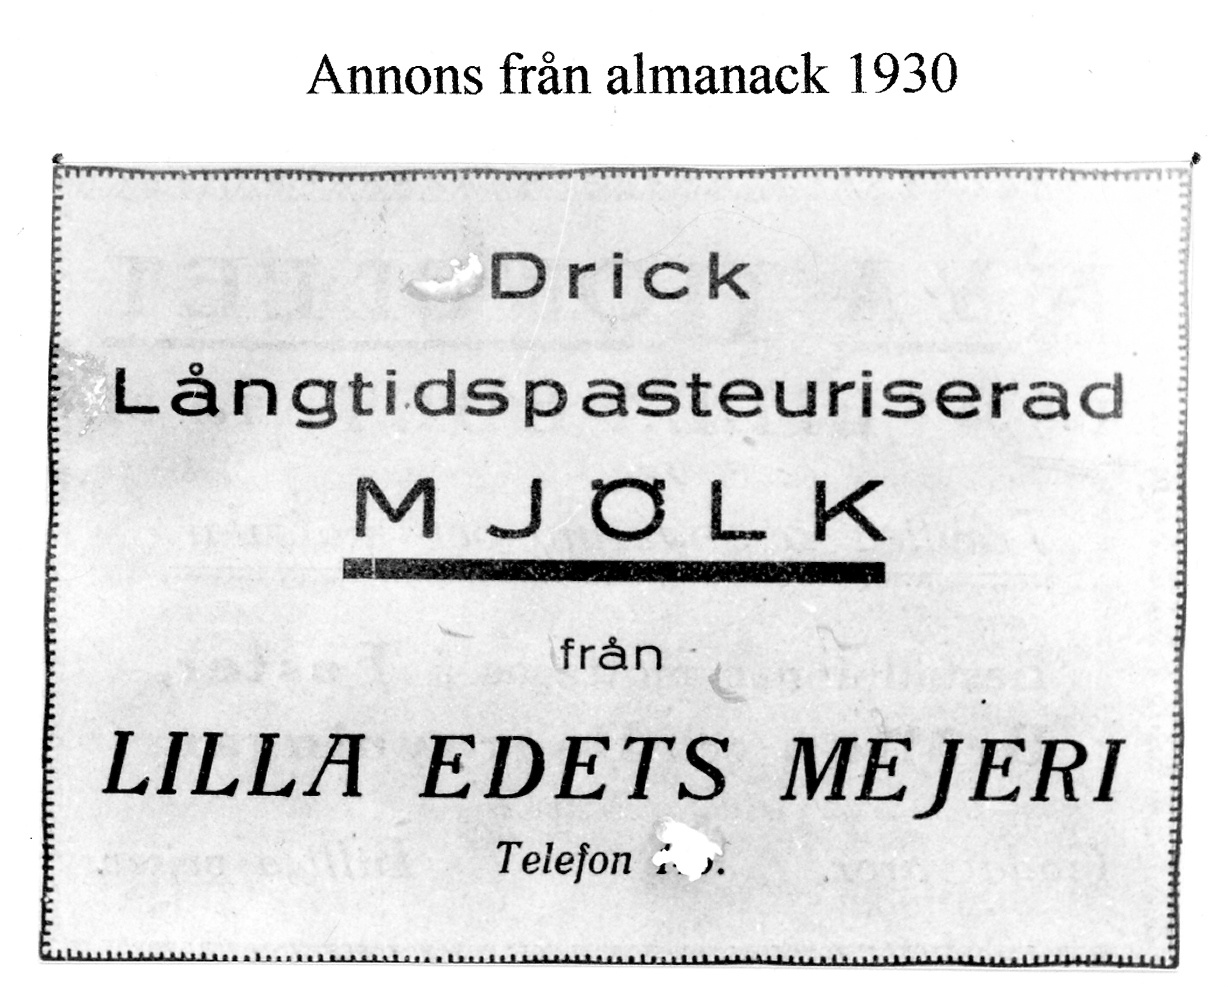 Annons från almanack 1930
Drick
Långtidspasteuriserad
MJÖLK
från
LILLA EDETS MEJERI
Telefon